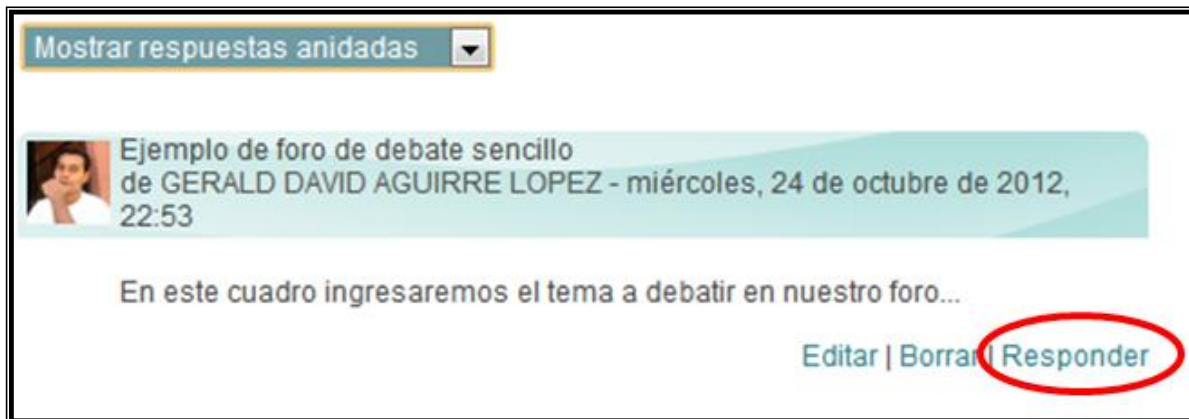 Mostrar respuestas anidadas
Ejemplo de foro de debate sencillo
de GERALD DAVID AGUIRRE LOPEZ - miércoles, 24 de octubre de 2012,
22:53
En este cuadro ingresaremos el tema a debatir en nuestro foro...
Editar | Borrar | Responder